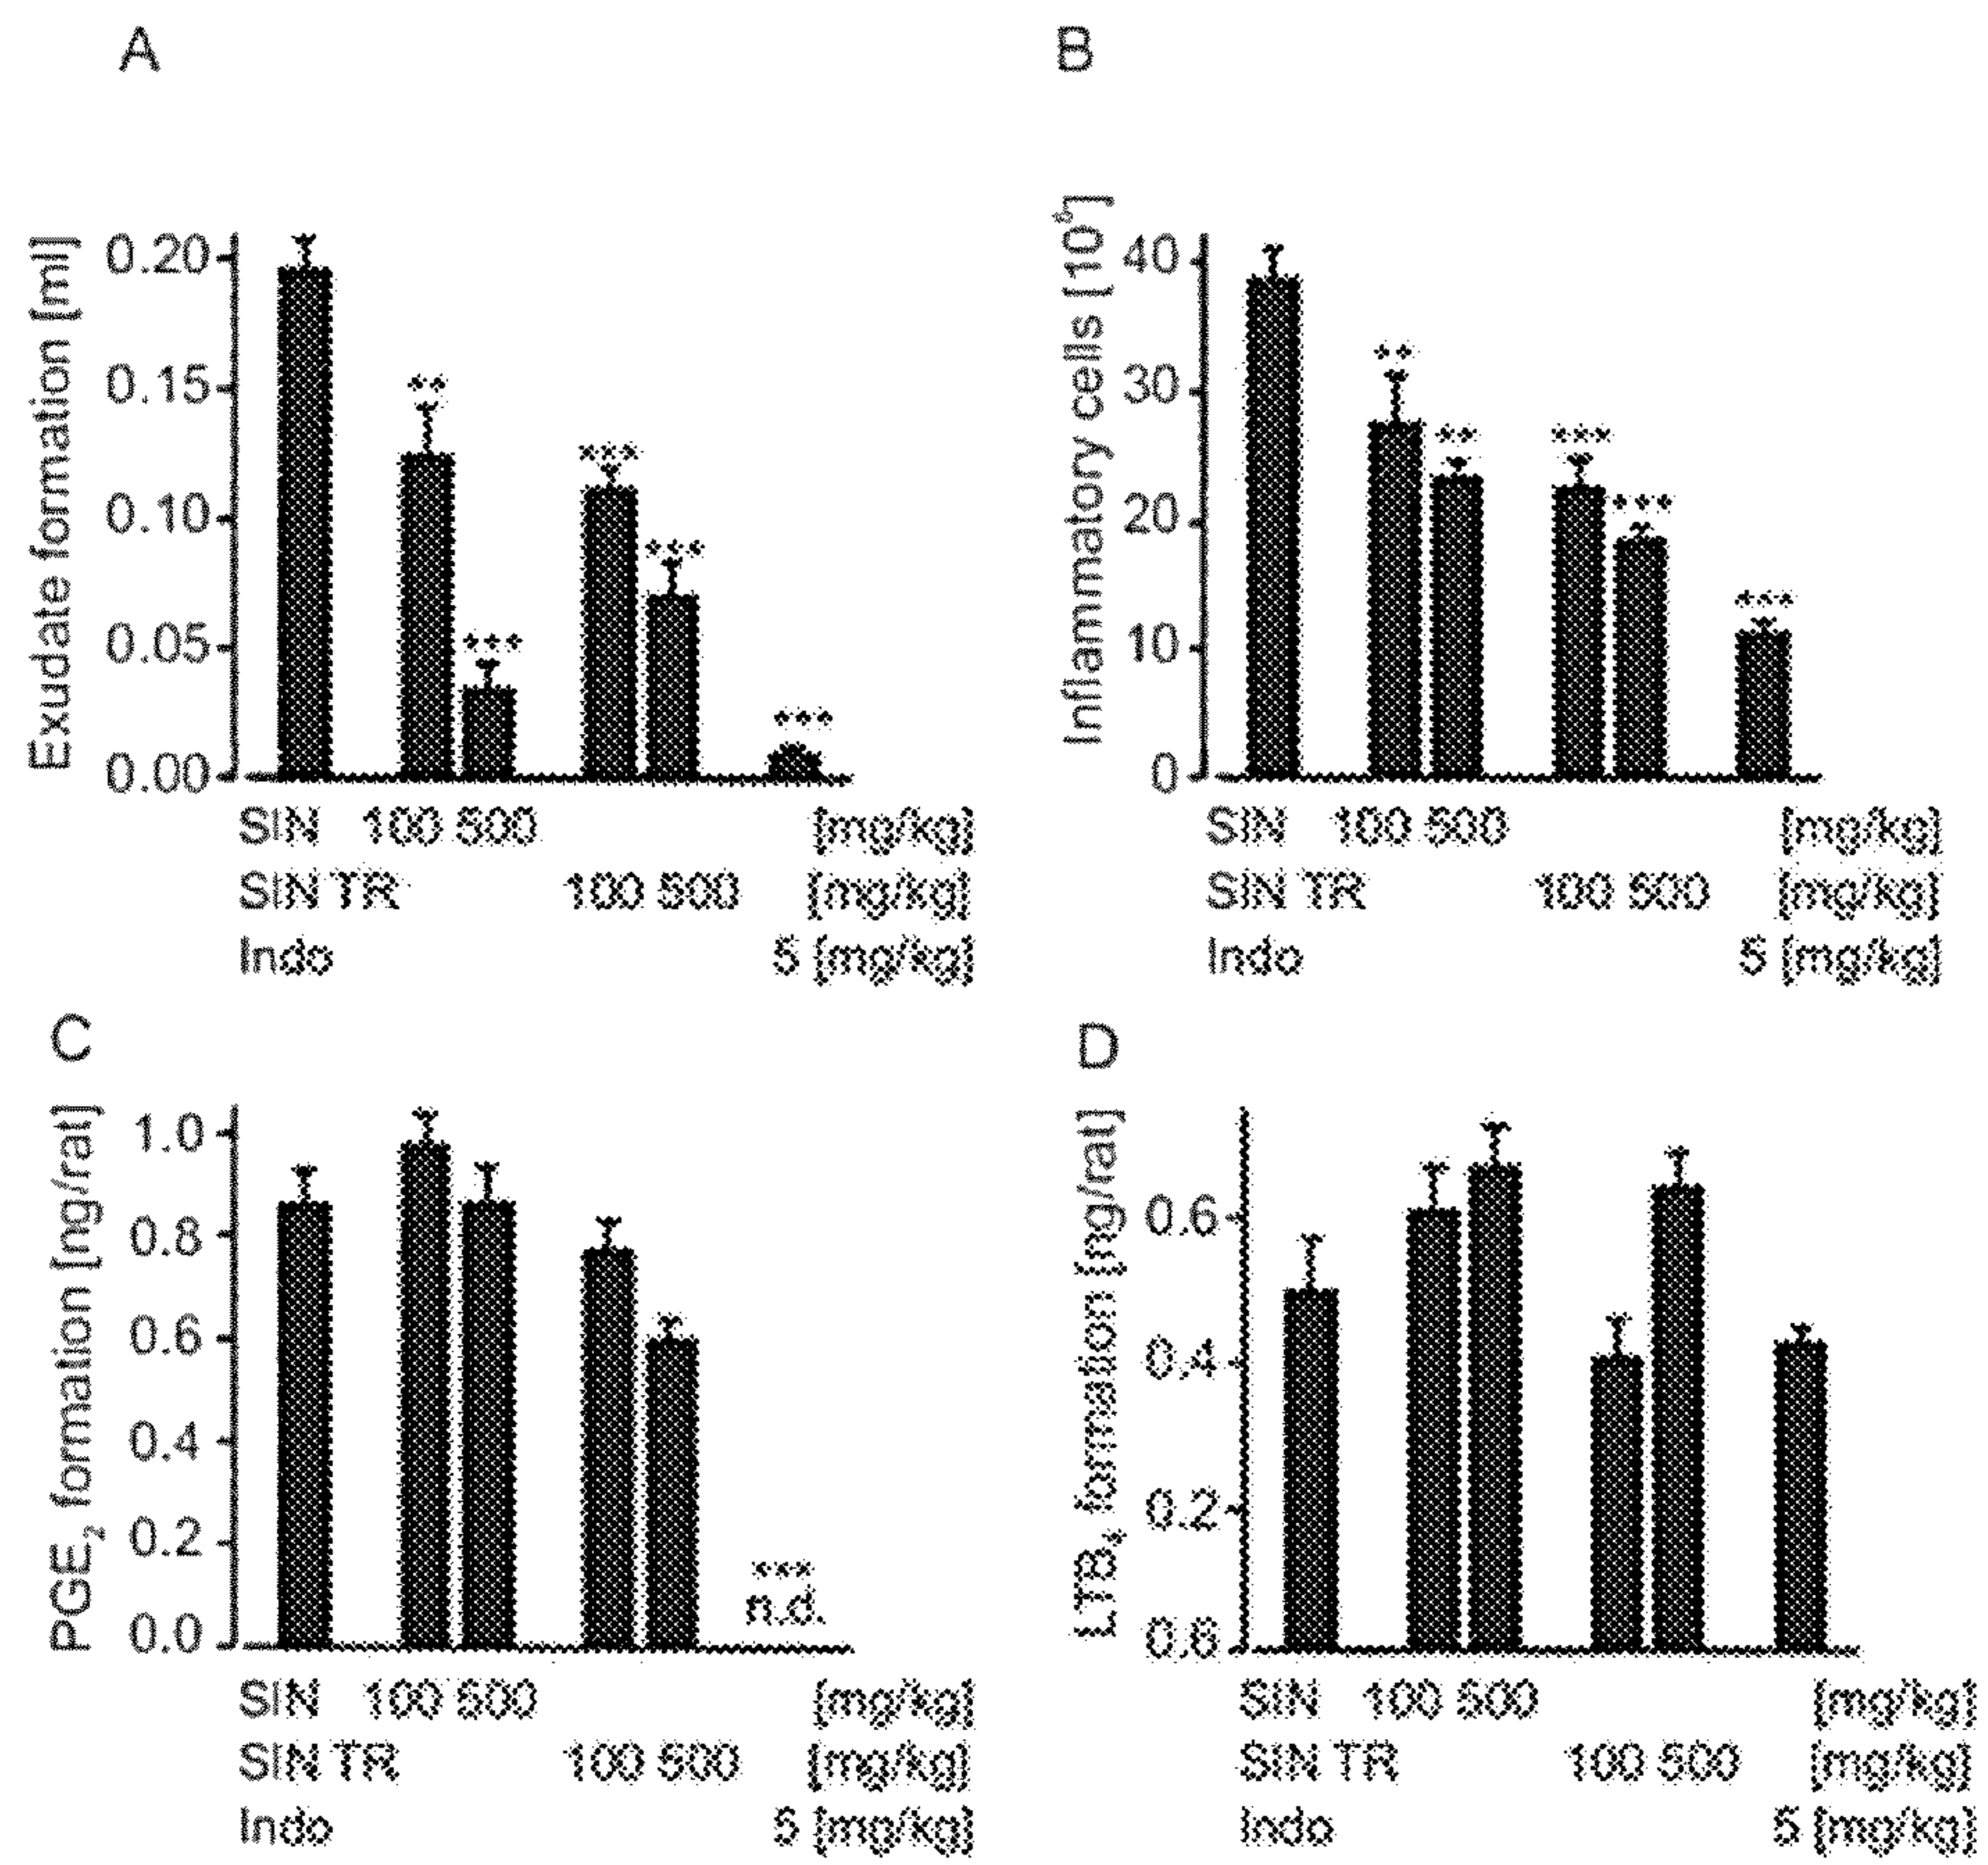 A
Exudate formation [ml]
0.20
0.15
0.10
0.05
0.00
**
***
***
***
***
SIN 100 500 [mg/kg]
SIN TR 100 500 [mg/kg]
Indo 5 [mg/kg]
B
Inflammatory cells [10⁶]
40
30
20
10
0
**
**
***
***
***
SIN 100 500 [mg/kg]
SIN TR 100 500 [mg/kg]
Indo 5 [mg/kg]
C
PGE₂ formation [ng/rat]
1.0
0.8
0.6
0.4
0.2
0.0
***
n.d.
SIN 100 500 [mg/kg]
SIN TR 100 500 [mg/kg]
Indo 5 [mg/kg]
D
LTB₄ formation [ng/rat]
0.6
0.4
0.2
0.6
SIN 100 500 [mg/kg]
SIN TR 100 500 [mg/kg]
Indo 5 [mg/kg]